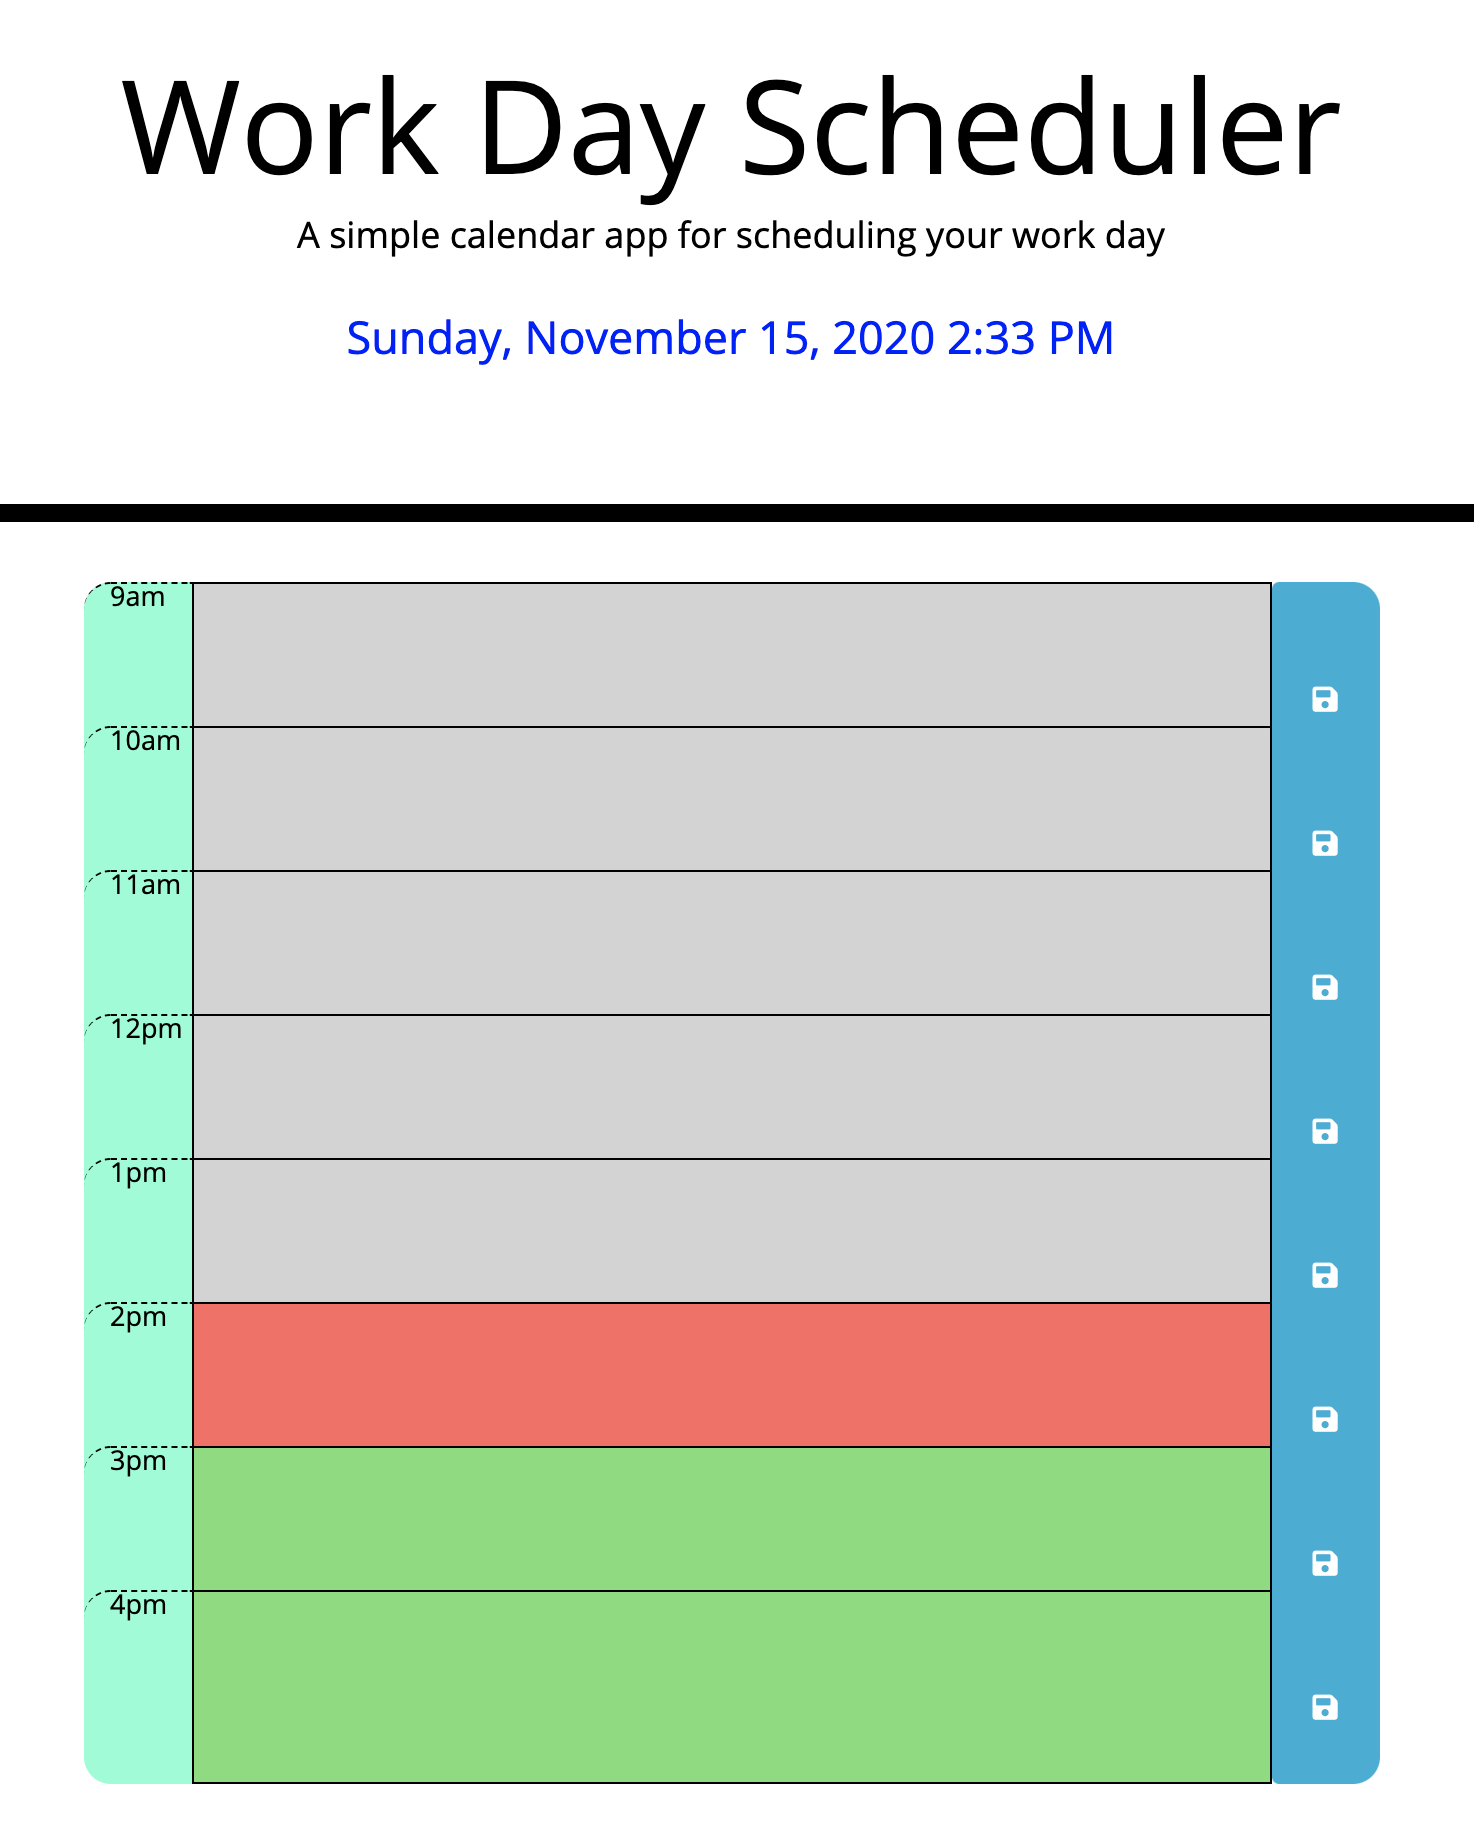 Work Day Scheduler
A simple calendar app for scheduling your work day
Sunday, November 15, 2020 2:33 PM
9am
10am
11am
12pm
1pm
2pm
3pm
4pm